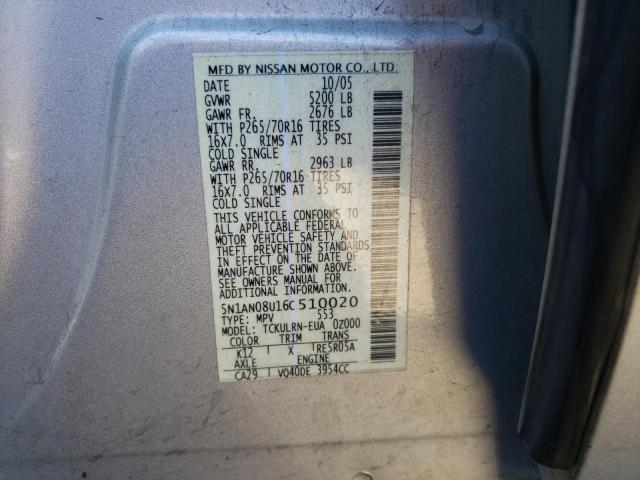 MFD BY NISSAN MOTOR CO., LTD.
DATE 10/05
GVWR 5200 LB
GAWR FR. 2676 LB
WITH P265/70R16 TIRES
16X7.0 RIMS AT 35 PSI
COLD SINGLE
GAWR RR. 2963 LB
WITH P265/70R16 TIRES
16X7.0 RIMS AT 35 PSI
COLD SINGLE
THIS VEHICLE CONFORMS TO
ALL APPLICABLE FEDERAL
MOTOR VEHICLE SAFETY AND
THEFT PREVENTION STANDARDS
IN EFFECT ON THE DATE OF
MANUFACTURE SHOWN ABOVE.
SEE OWNERS MANUAL FOR
ADDITIONAL INFORMATION.
5N1AN08U16C510020
TYPE: MPV 553
MODEL: TCKULRN-EUA 0Z000
COLOR TRIM TRANS
K12 X RE5R05A
AXLE ENGINE
CA29 VQ40DE 3954CC